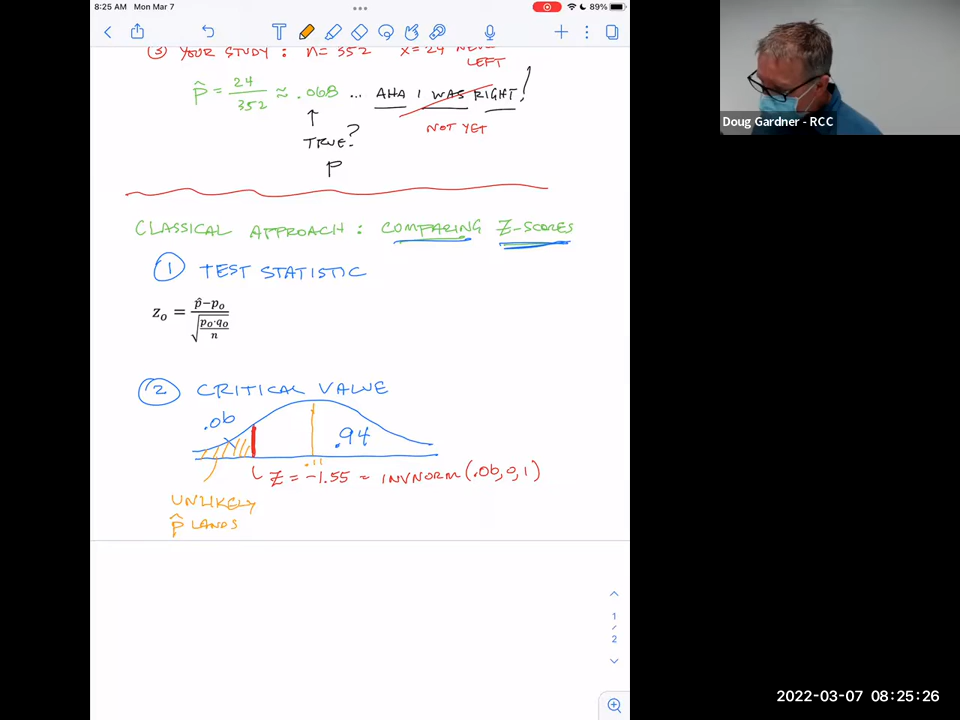 8:25 AM Mon Mar 7
89%
③ YOUR STUDY : n = 352 x = 24 NEVER LEFT
p̂ = 24/352 ≈ .068 ... AHA I WAS RIGHT!
NOT YET
TRUE?
p
CLASSICAL APPROACH : COMPARING Z-SCORES
① TEST STATISTIC
z₀ = (p̂−p₀)/√(p₀·q₀/n)
② CRITICAL VALUE
.06
.94
.11
Z = -1.55 = INVNORM(.06,0,1)
UNLIKELY
p̂ LANDS
1
2
Doug Gardner - RCC
2022-03-07 08:25:26